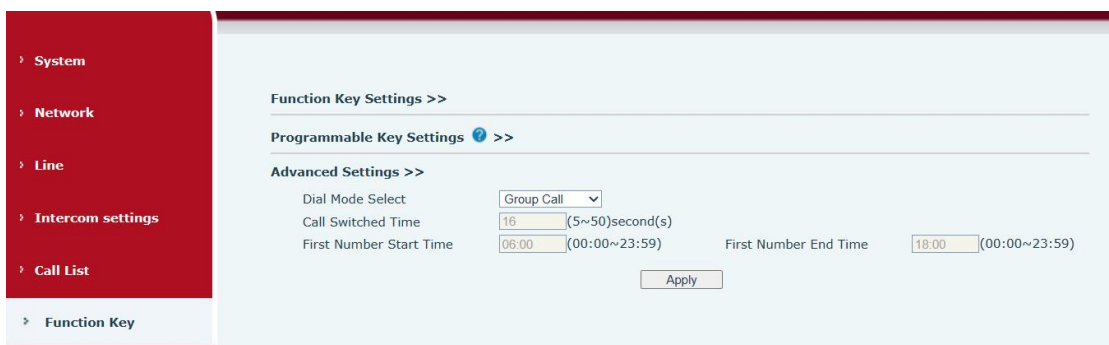 System
Network
Line
Intercom settings
Call List
Function Key
Function Key Settings >>
Programmable Key Settings ? >>
Advanced Settings >>
Dial Mode Select Group Call
Call Switched Time 16 (5~50)second(s)
First Number Start Time 06:00 (00:00~23:59) First Number End Time 18:00 (00:00~23:59)
Apply